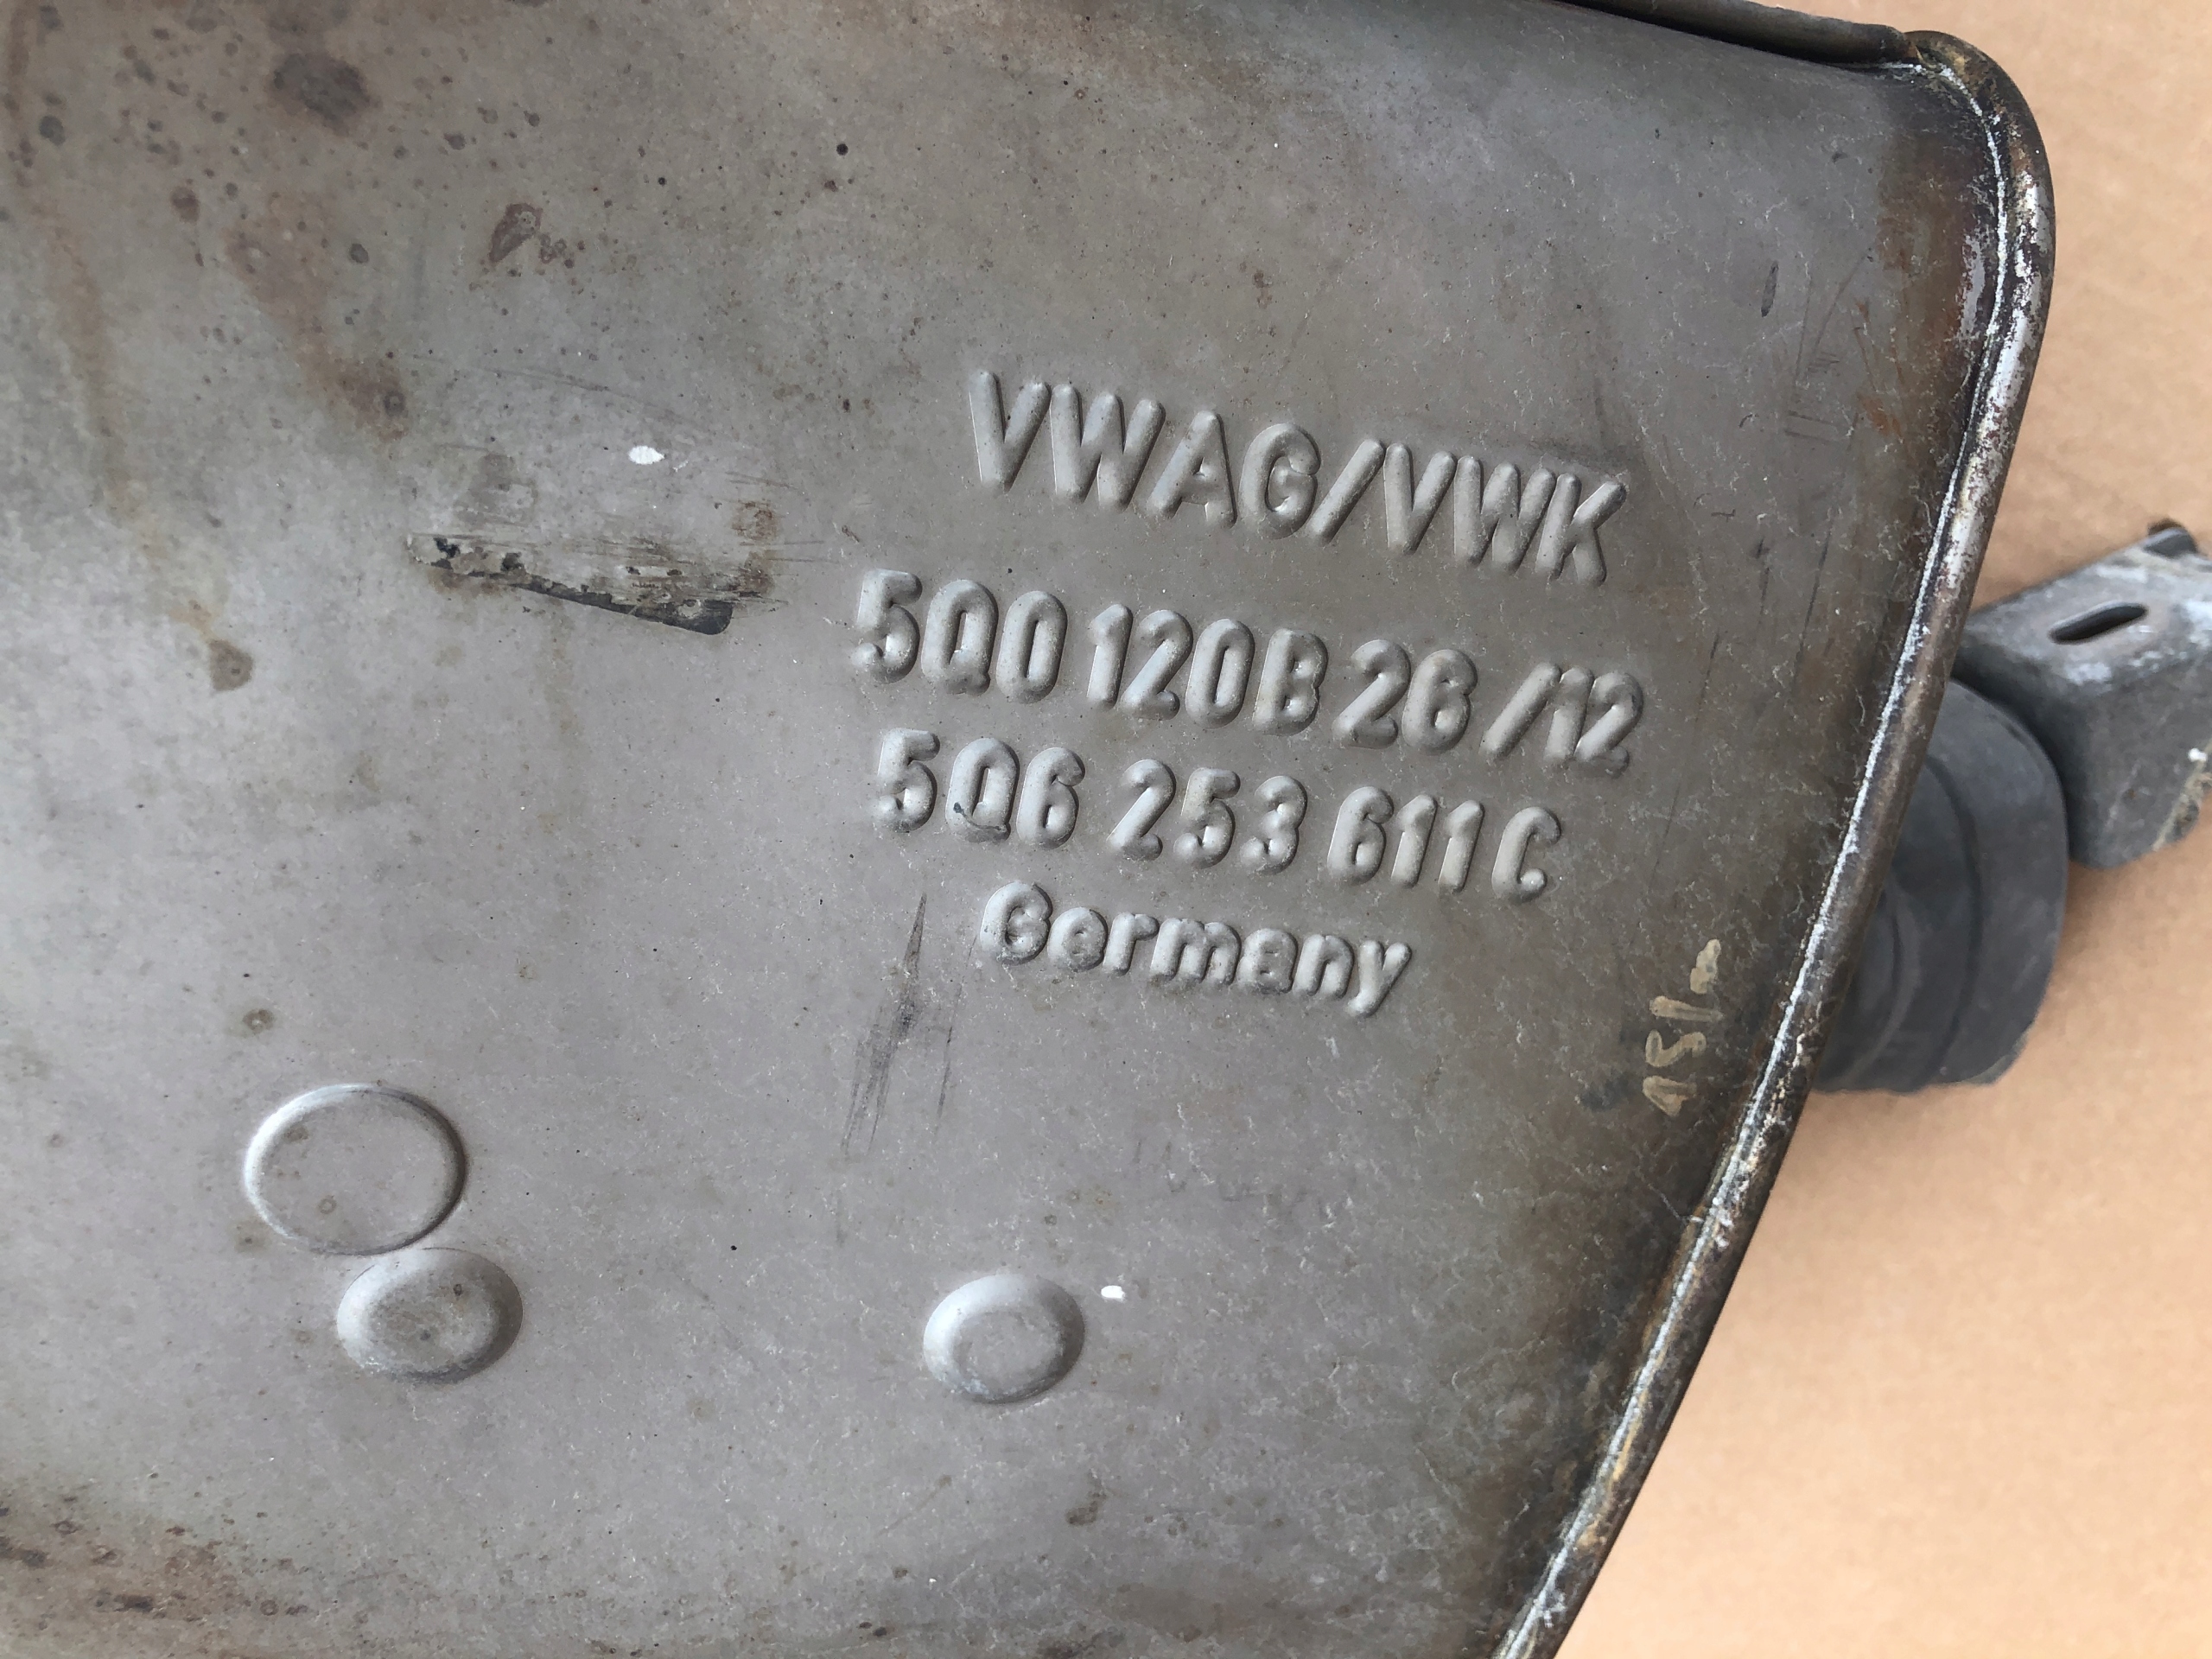 VWAG/VWK
5Q0 120B 26 /12
5Q6 253 611 C
Germany